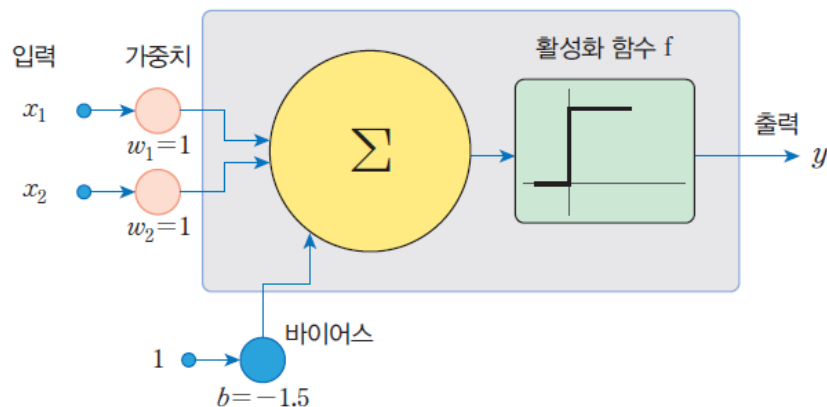 활성화 함수 f
입력 가중치
x₁
w₁=1
Σ
출력
y
x₂
w₂=1
바이어스
1
b=−1.5